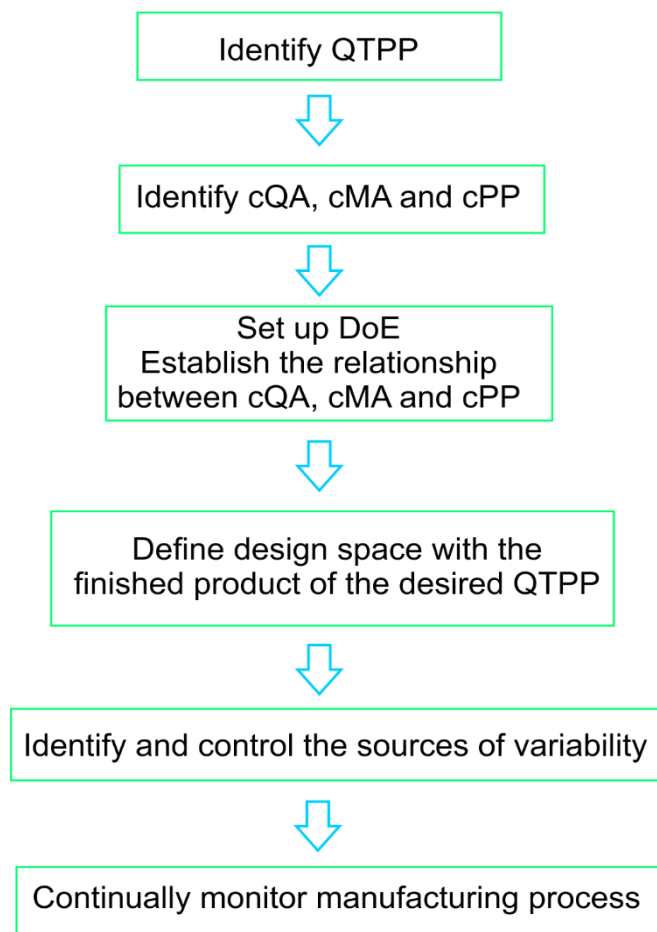 Identify QTPP
Identify cQA, cMA and cPP
Set up DoE
Establish the relationship
between cQA, cMA and cPP
Define design space with the
finished product of the desired QTPP
Identify and control the sources of variability
Continually monitor manufacturing process